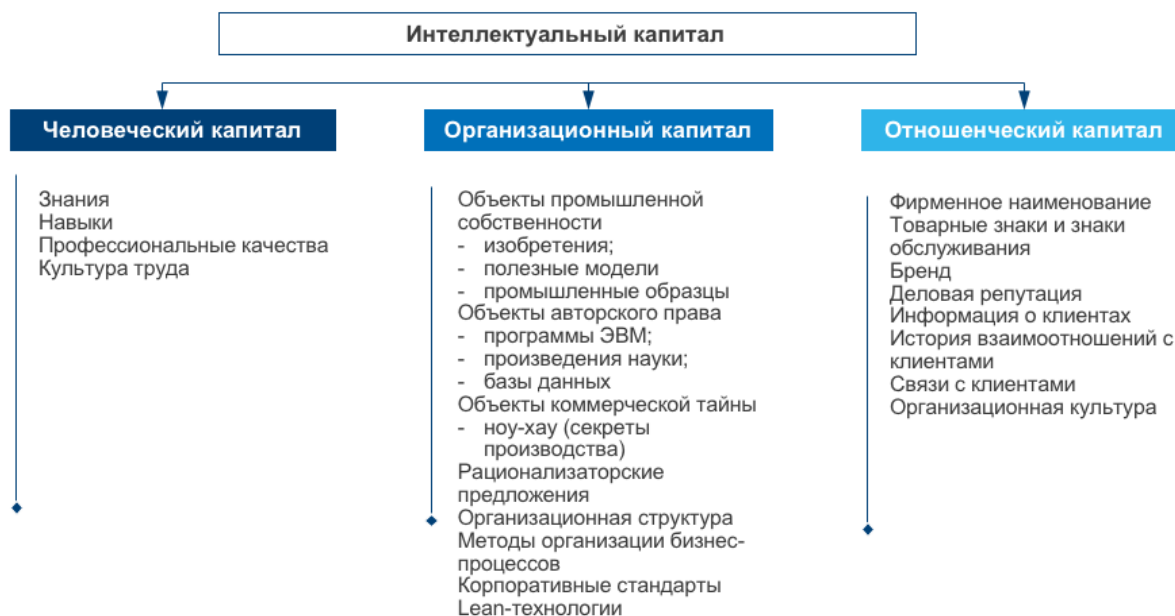 Интеллектуальный капитал
Человеческий капитал
Знания
Навыки
Профессиональные качества
Культура труда
Организационный капитал
Объекты промышленной
собственности
- изобретения;
- полезные модели
- промышленные образцы
Объекты авторского права
- программы ЭВМ;
- произведения науки;
- базы данных
Объекты коммерческой тайны
- ноу-хау (секреты
производства)
Рационализаторские
предложения
Организационная структура
Методы организации бизнес-
процессов
Корпоративные стандарты
Lean-технологии
Отношенческий капитал
Фирменное наименование
Товарные знаки и знаки
обслуживания
Бренд
Деловая репутация
Информация о клиентах
История взаимоотношений с
клиентами
Связи с клиентами
Организационная культура